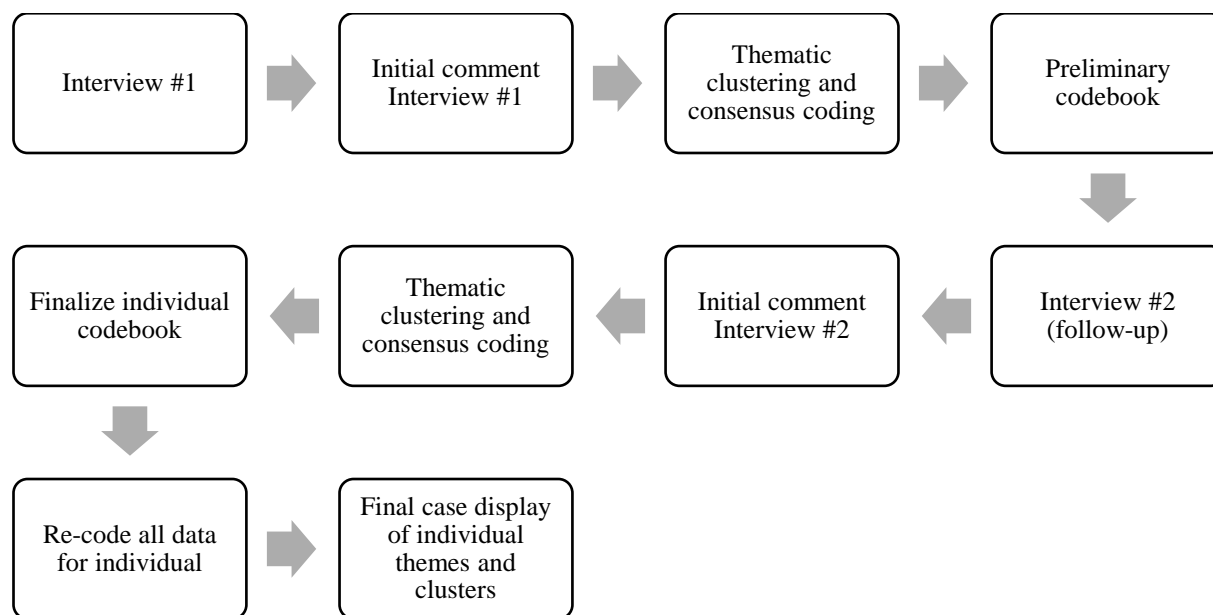 Interview #1
Initial comment
Interview #1
Thematic
clustering and
consensus coding
Preliminary
codebook
Interview #2
(follow-up)
Initial comment
Interview #2
Thematic
clustering and
consensus coding
Finalize individual
codebook
Re-code all data
for individual
Final case display
of individual
themes and
clusters